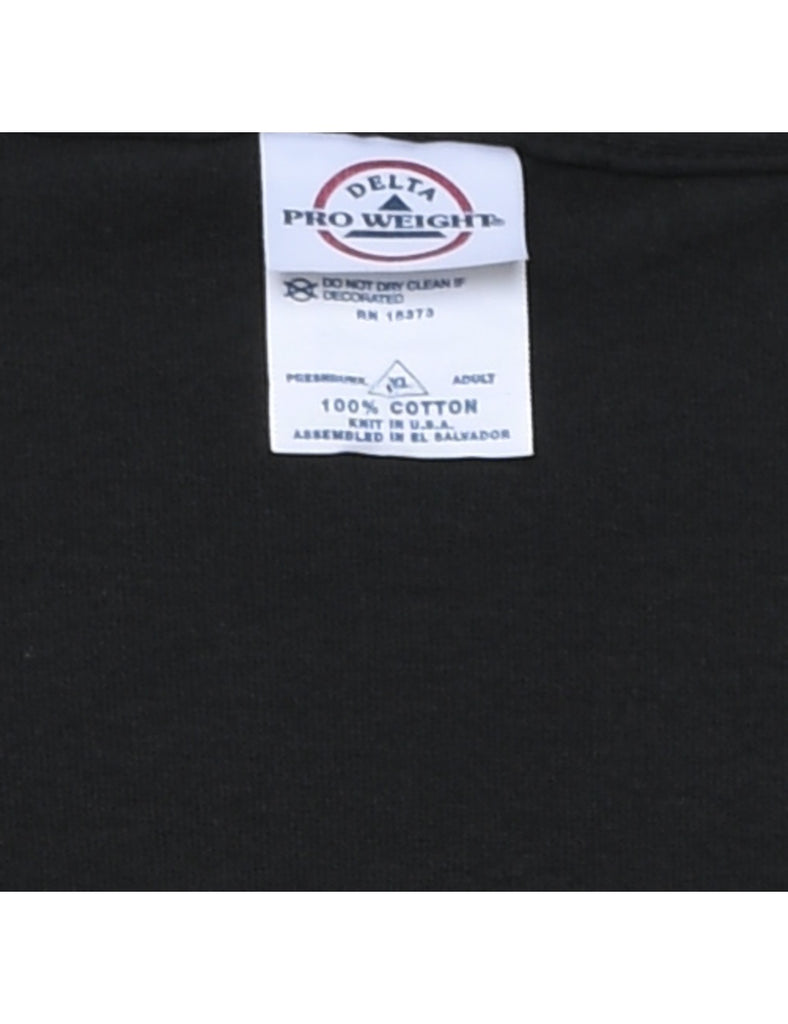 DELTA
PRO WEIGHT®
DO NOT DRY CLEAN IF
DECORATED
RN 15373
PRESHRUNK XL ADULT
100% COTTON
KNIT IN U.S.A.
ASSEMBLED IN EL SALVADOR